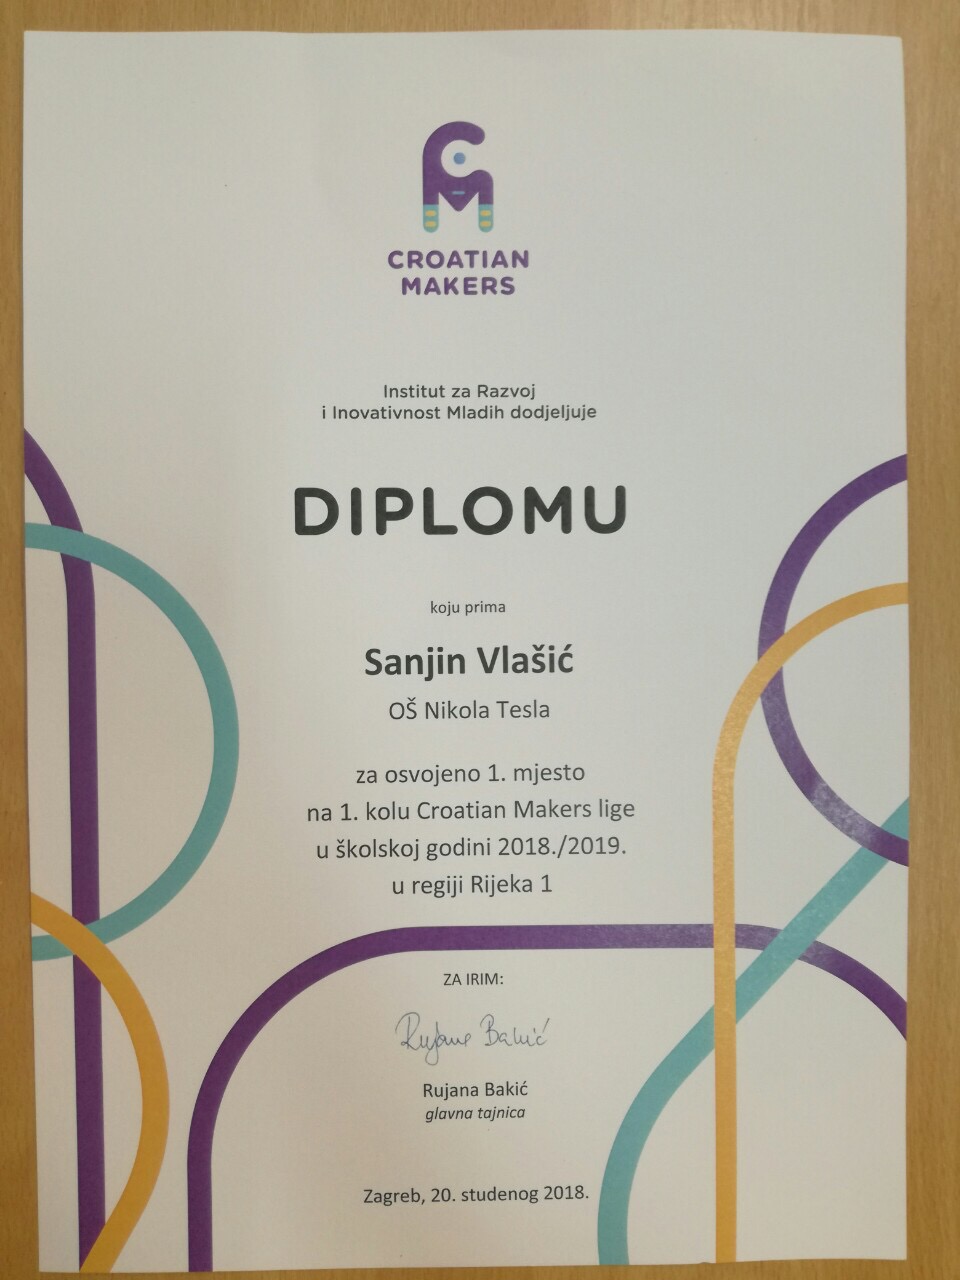 CROATIAN
MAKERS
Institut za Razvoj
i Inovativnost Mladih dodjeljuje
DIPLOMU
koju prima
Sanjin Vlašić
OŠ Nikola Tesla
za osvojeno 1. mjesto
na 1. kolu Croatian Makers lige
u školskoj godini 2018./2019.
u regiji Rijeka 1
ZA IRIM:
Rujana Bakić
Rujana Bakić
glavna tajnica
Zagreb, 20. studenog 2018.